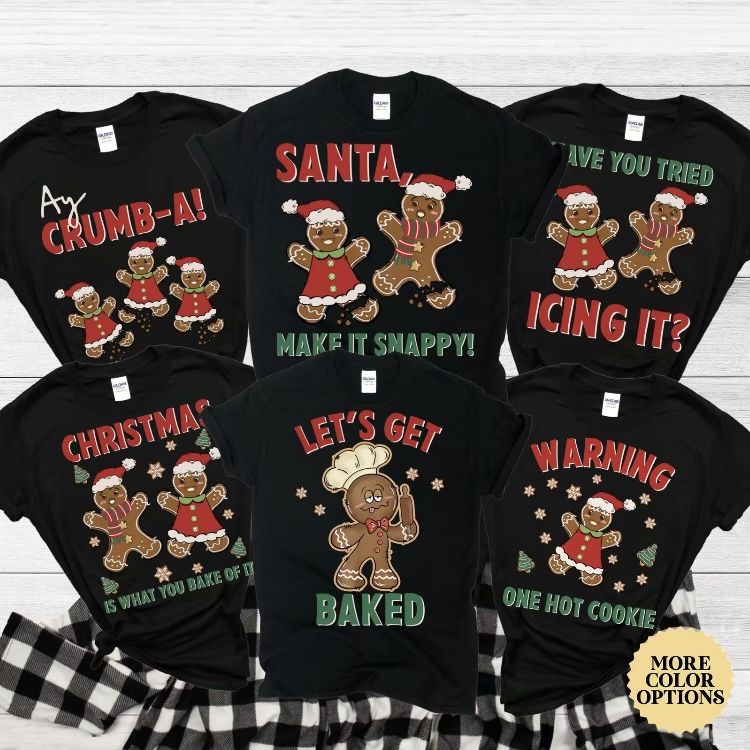 Ay
CRUMB-A!
SANTA,
MAKE IT SNAPPY!
AVE YOU TRIED
ICING IT?
CHRISTMAS
IS WHAT YOU BAKE OF IT
LET'S GET
BAKED
WARNING
ONE HOT COOKIE
MORE
COLOR
OPTIONS